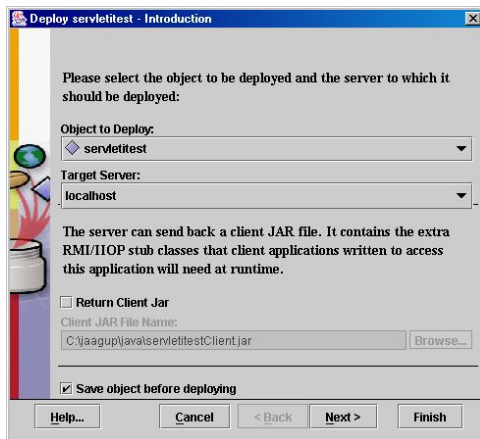 Deploy servletitest - Introduction
Please select the object to be deployed and the server to which it
should be deployed:
Object to Deploy:
servletitest
Target Server:
localhost
The server can send back a client JAR file. It contains the extra
RMI/IIOP stub classes that client applications written to access
this application will need at runtime.
Return Client Jar
Client JAR File Name:
C:\jaagup\java\servletitestClient.jar
Browse...
Save object before deploying
Help...
Cancel
< Back
Next >
Finish